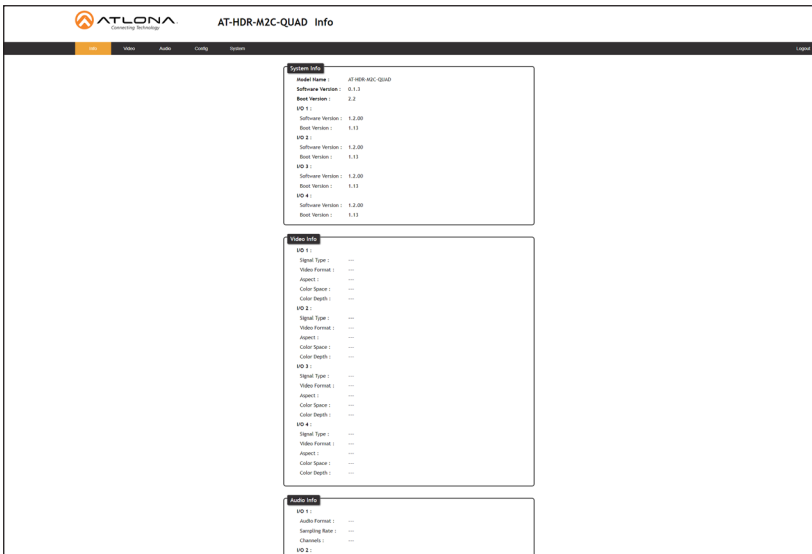 ATLONA.
Connecting Technology
AT-HDR-M2C-QUAD Info
Info Video Audio Config System Logout
System Info
Model Name : AT-HDR-M2C-QUAD
Software Version : 0.1.3
Boot Version : 2.2
I/O 1 :
Software Version : 1.2.00
Boot Version : 1.13
I/O 2 :
Software Version : 1.2.00
Boot Version : 1.13
I/O 3 :
Software Version : 1.2.00
Boot Version : 1.13
I/O 4 :
Software Version : 1.2.00
Boot Version : 1.13
Video Info
I/O 1 :
Signal Type : ---
Video Format : ---
Aspect : ---
Color Space : ---
Color Depth : ---
I/O 2 :
Signal Type : ---
Video Format : ---
Aspect : ---
Color Space : ---
Color Depth : ---
I/O 3 :
Signal Type : ---
Video Format : ---
Aspect : ---
Color Space : ---
Color Depth : ---
I/O 4 :
Signal Type : ---
Video Format : ---
Aspect : ---
Color Space : ---
Color Depth : ---
Audio Info
I/O 1 :
Audio Format : ---
Sampling Rate : ---
Channels : ---
I/O 2 :